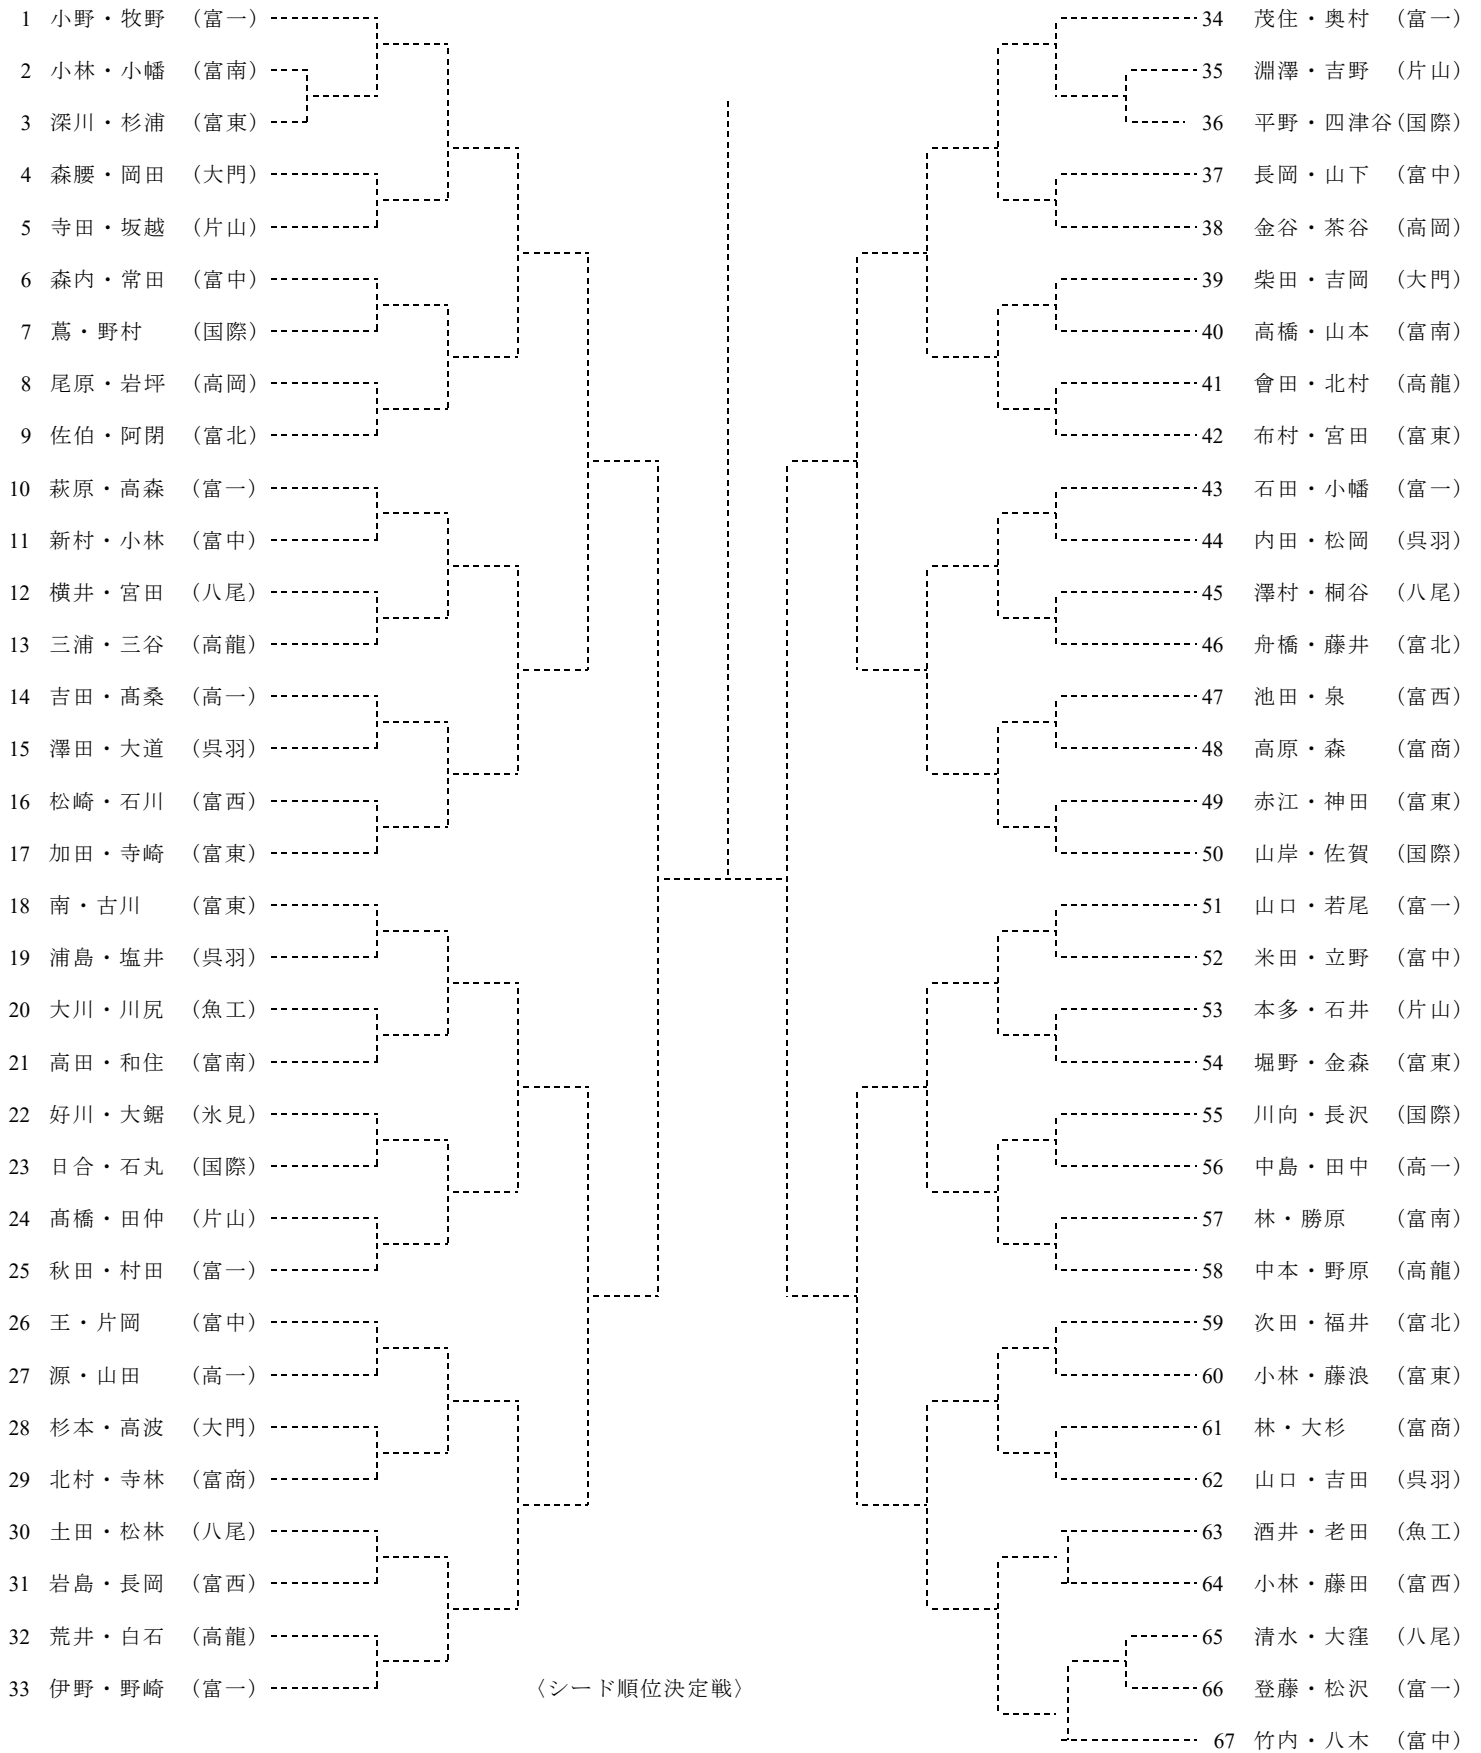 1 小野・牧野 （富一）
2 小林・小幡 （富南）
3 深川・杉浦 （富東）
4 森腰・岡田 （大門）
5 寺田・坂越 （片山）
6 森内・常田 （富中）
7 蔦・野村 （国際）
8 尾原・岩坪 （高岡）
9 佐伯・阿閉 （富北）
10 萩原・高森 （富一）
11 新村・小林 （富中）
12 横井・宮田 （八尾）
13 三浦・三谷 （高龍）
14 吉田・髙桑 （高一）
15 澤田・大道 （呉羽）
16 松崎・石川 （富西）
17 加田・寺崎 （富東）
18 南・古川 （富東）
19 浦島・塩井 （呉羽）
20 大川・川尻 （魚工）
21 高田・和住 （富南）
22 好川・大鋸 （氷見）
23 日合・石丸 （国際）
24 髙橋・田仲 （片山）
25 秋田・村田 （富一）
26 王・片岡 （富中）
27 源・山田 （高一）
28 杉本・高波 （大門）
29 北村・寺林 （富商）
30 土田・松林 （八尾）
31 岩島・長岡 （富西）
32 荒井・白石 （高龍）
33 伊野・野崎 （富一）
〈シード順位決定戦〉
34 茂住・奥村 （富一）
35 淵澤・吉野 （片山）
36 平野・四津谷（国際）
37 長岡・山下 （富中）
38 金谷・茶谷 （高岡）
39 柴田・吉岡 （大門）
40 高橋・山本 （富南）
41 會田・北村 （高龍）
42 布村・宮田 （富東）
43 石田・小幡 （富一）
44 内田・松岡 （呉羽）
45 澤村・桐谷 （八尾）
46 舟橋・藤井 （富北）
47 池田・泉 （富西）
48 高原・森 （富商）
49 赤江・神田 （富東）
50 山岸・佐賀 （国際）
51 山口・若尾 （富一）
52 米田・立野 （富中）
53 本多・石井 （片山）
54 堀野・金森 （富東）
55 川向・長沢 （国際）
56 中島・田中 （高一）
57 林・勝原 （富南）
58 中本・野原 （高龍）
59 次田・福井 （富北）
60 小林・藤浪 （富東）
61 林・大杉 （富商）
62 山口・吉田 （呉羽）
63 酒井・老田 （魚工）
64 小林・藤田 （富西）
65 清水・大窪 （八尾）
66 登藤・松沢 （富一）
67 竹内・八木 （富中）